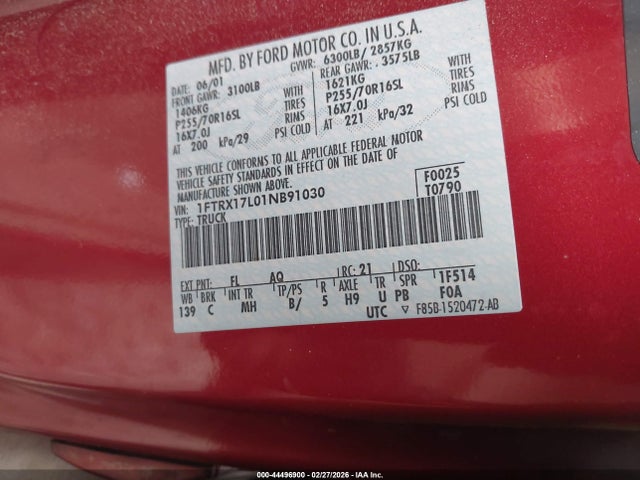 MFD. BY FORD MOTOR CO. IN U.S.A.
DATE: 06/01 GVWR: 6300LB/ 2857KG
FRONT GAWR: 3100LB REAR GAWR: 3575LB
1406KG WITH 1621KG WITH
P255/70R16SL TIRES P255/70R16SL TIRES
16X7.0J RIMS 16X7.0J RIMS
AT 200 kPa/29 PSI COLD AT 221 kPa/32 PSI COLD
THIS VEHICLE CONFORMS TO ALL APPLICABLE FEDERAL MOTOR
VEHICLE SAFETY STANDARDS IN EFFECT ON THE DATE OF
MANUFACTURE SHOWN ABOVE.
VIN: 1FTRX17L01NB91030 F0025
TYPE: TRUCK T0790
EXT PNT: FL AQ RC: 21 DSO:
WB BRK INT TR TP/PS R AXLE TR SPR 1F514
139 C MH B/ 5 H9 U PB FOA
UTC ▽ F85B-1520472-AB
000-44496900 - 02/27/2026 - IAA Inc.